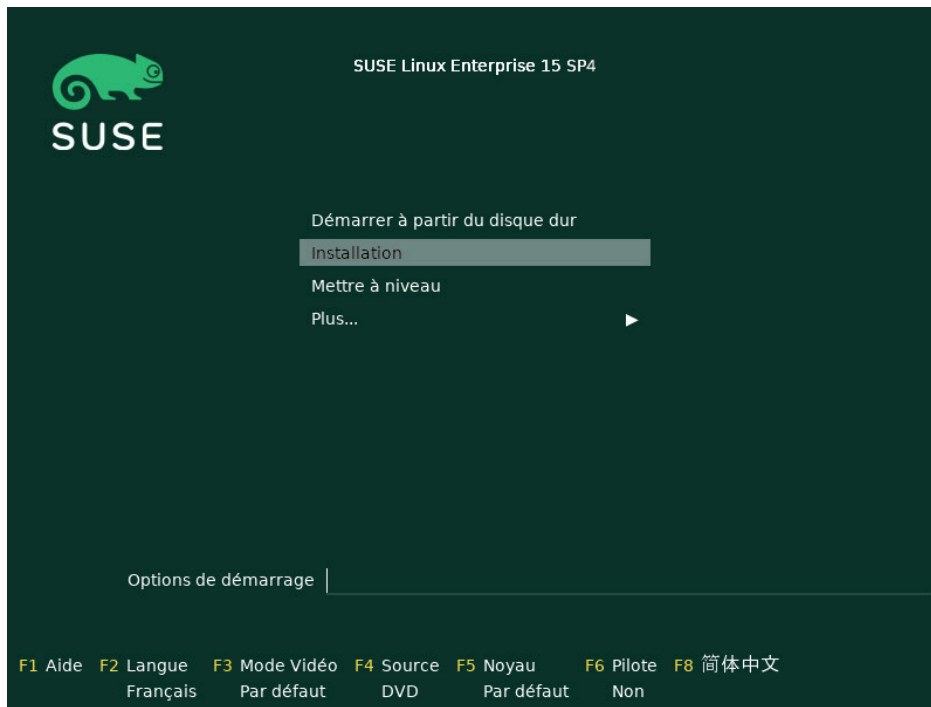 SUSE
SUSE Linux Enterprise 15 SP4
Démarrer à partir du disque dur
Installation
Mettre à niveau
Plus...
Options de démarrage
F1 Aide F2 Langue F3 Mode Vidéo F4 Source F5 Noyau F6 Pilote F8 简体中文
Français Par défaut DVD Par défaut Non